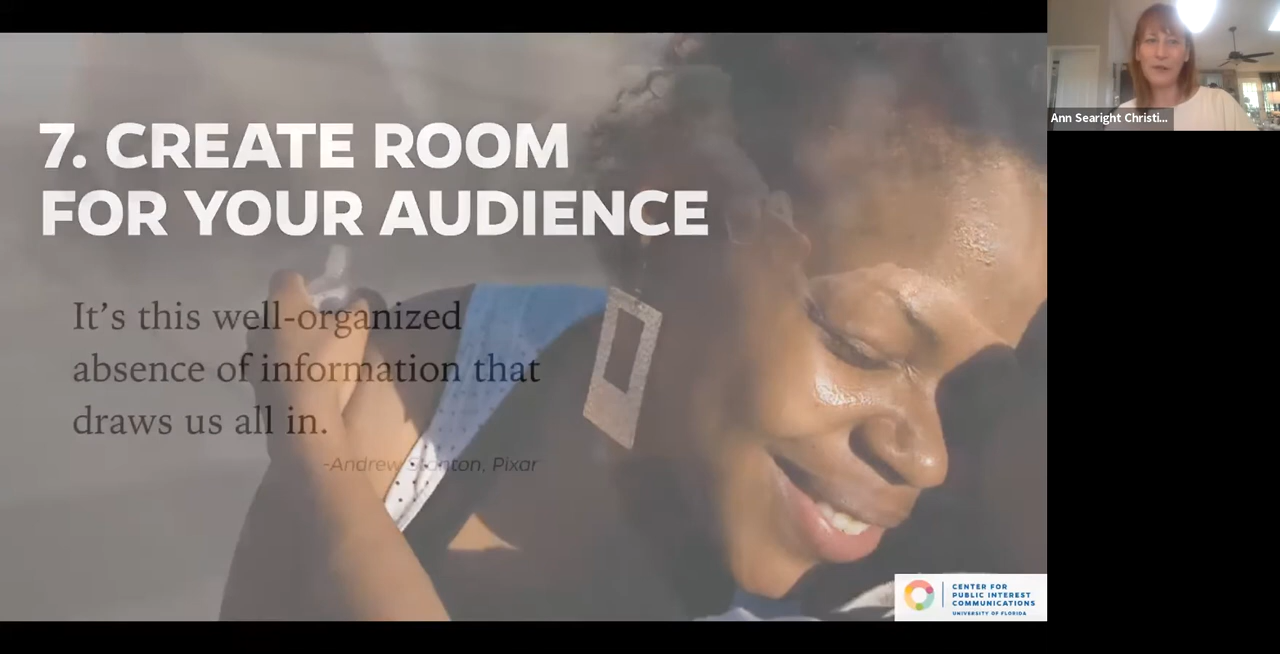 7. CREATE ROOM
FOR YOUR AUDIENCE
It’s this well-organized
absence of information that
draws us all in.
-Andrew Stanton, Pixar
CENTER FOR
PUBLIC INTEREST
COMMUNICATIONS
UNIVERSITY OF FLORIDA
Ann Searight Christi...